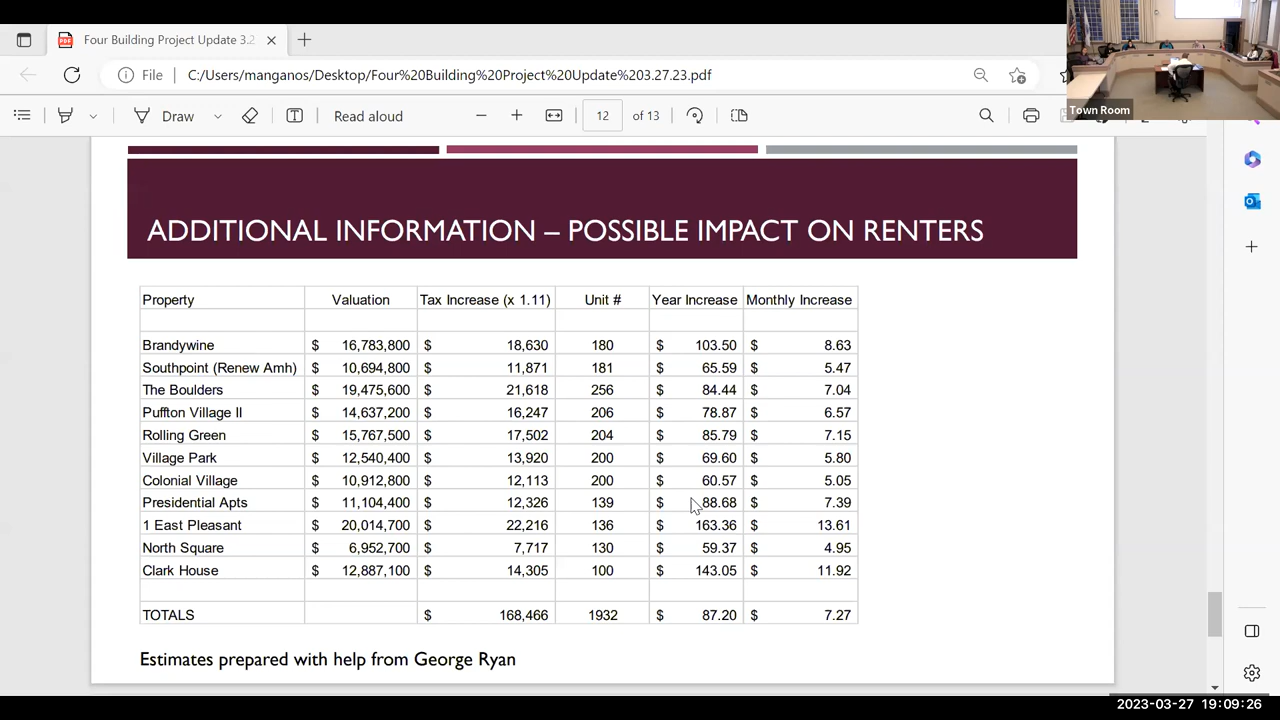 Four Building Project Update 3.2
File C:/Users/manganos/Desktop/Four%20Building%20Project%20Update%203.27.23.pdf
Draw Read aloud 12 of 13
Town Room
ADDITIONAL INFORMATION – POSSIBLE IMPACT ON RENTERS
Property Valuation Tax Increase (x 1.11) Unit # Year Increase Monthly Increase
Brandywine $ 16,783,800 $ 18,630 180 $ 103.50 $ 8.63
Southpoint (Renew Amh) $ 10,694,800 $ 11,871 181 $ 65.59 $ 5.47
The Boulders $ 19,475,600 $ 21,618 256 $ 84.44 $ 7.04
Puffton Village II $ 14,637,200 $ 16,247 206 $ 78.87 $ 6.57
Rolling Green $ 15,767,500 $ 17,502 204 $ 85.79 $ 7.15
Village Park $ 12,540,400 $ 13,920 200 $ 69.60 $ 5.80
Colonial Village $ 10,912,800 $ 12,113 200 $ 60.57 $ 5.05
Presidential Apts $ 11,104,400 $ 12,326 139 $ 88.68 $ 7.39
1 East Pleasant $ 20,014,700 $ 22,216 136 $ 163.36 $ 13.61
North Square $ 6,952,700 $ 7,717 130 $ 59.37 $ 4.95
Clark House $ 12,887,100 $ 14,305 100 $ 143.05 $ 11.92
TOTALS $ 168,466 1932 $ 87.20 $ 7.27
Estimates prepared with help from George Ryan
2023-03-27 19:09:26